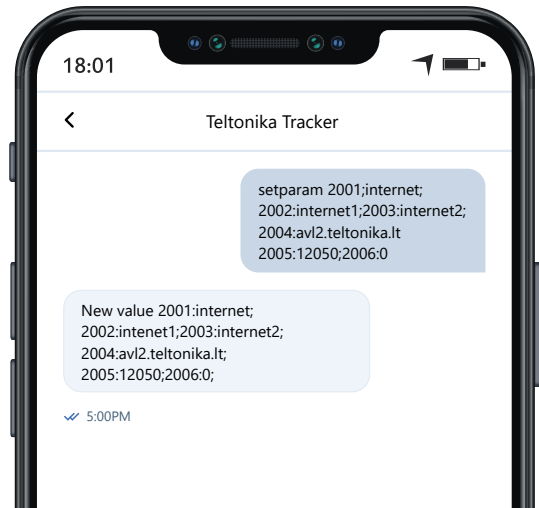 18:01
Teltonika Tracker
setparam 2001;internet;
2002:internet1;2003:internet2;
2004:avl2.teltonika.lt
2005:12050;2006:0
New value 2001:internet;
2002:intenet1;2003:internet2;
2004:avl2.teltonika.lt;
2005:12050;2006:0;
5:00PM